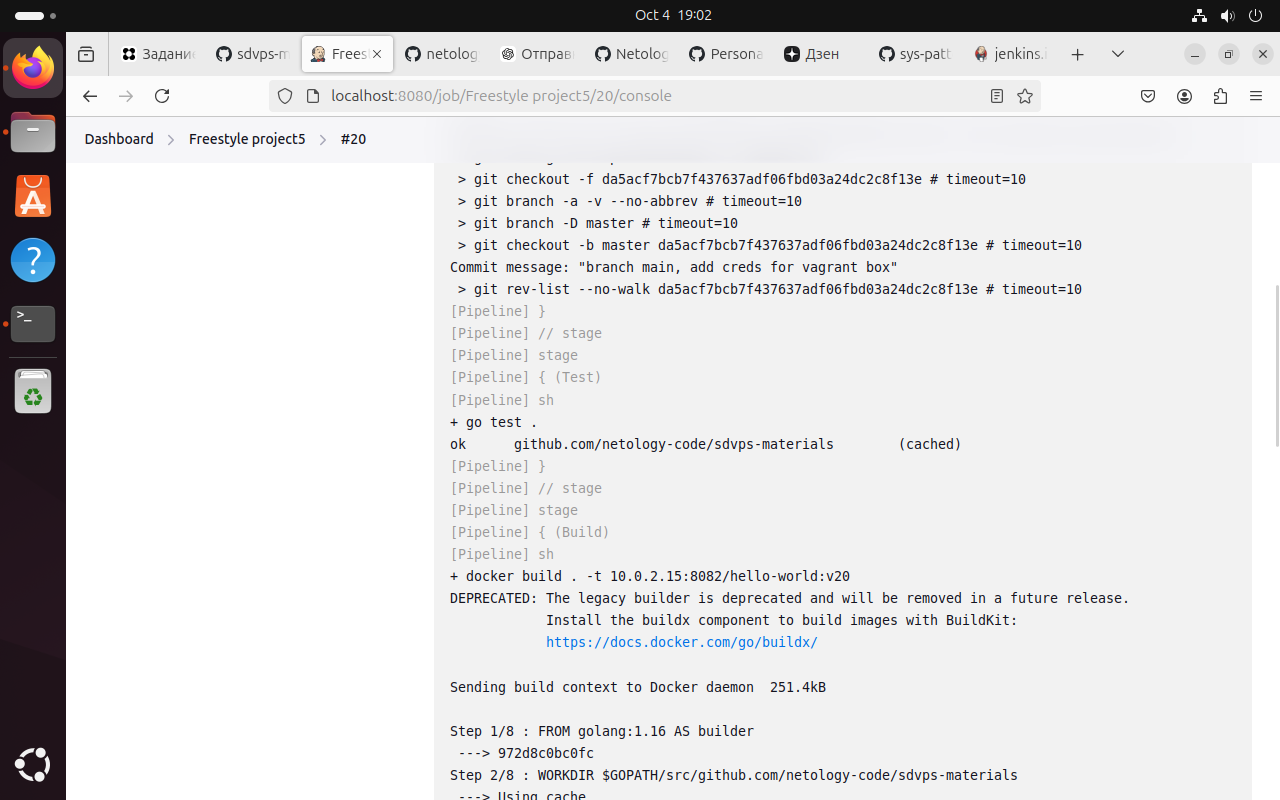 Oct 4 19:02
Задание
sdvps-m
Frees
netolog
Отправ
Netolog
Persona
Дзен
sys-patt
jenkins.i
localhost:8080/job/Freestyle project5/20/console
Dashboard
Freestyle project5
#20
> git checkout -f da5acf7bcb7f437637adf06fbd03a24dc2c8f13e # timeout=10
> git branch -a -v --no-abbrev # timeout=10
> git branch -D master # timeout=10
> git checkout -b master da5acf7bcb7f437637adf06fbd03a24dc2c8f13e # timeout=10
Commit message: "branch main, add creds for vagrant box"
> git rev-list --no-walk da5acf7bcb7f437637adf06fbd03a24dc2c8f13e # timeout=10
[Pipeline] }
[Pipeline] // stage
[Pipeline] stage
[Pipeline] { (Test)
[Pipeline] sh
+ go test .
ok github.com/netology-code/sdvps-materials (cached)
[Pipeline] }
[Pipeline] // stage
[Pipeline] stage
[Pipeline] { (Build)
[Pipeline] sh
+ docker build . -t 10.0.2.15:8082/hello-world:v20
DEPRECATED: The legacy builder is deprecated and will be removed in a future release.
Install the buildx component to build images with BuildKit:
https://docs.docker.com/go/buildx/
Sending build context to Docker daemon 251.4kB
Step 1/8 : FROM golang:1.16 AS builder
---> 972d8c0bc0fc
Step 2/8 : WORKDIR $GOPATH/src/github.com/netology-code/sdvps-materials
---> Using cache